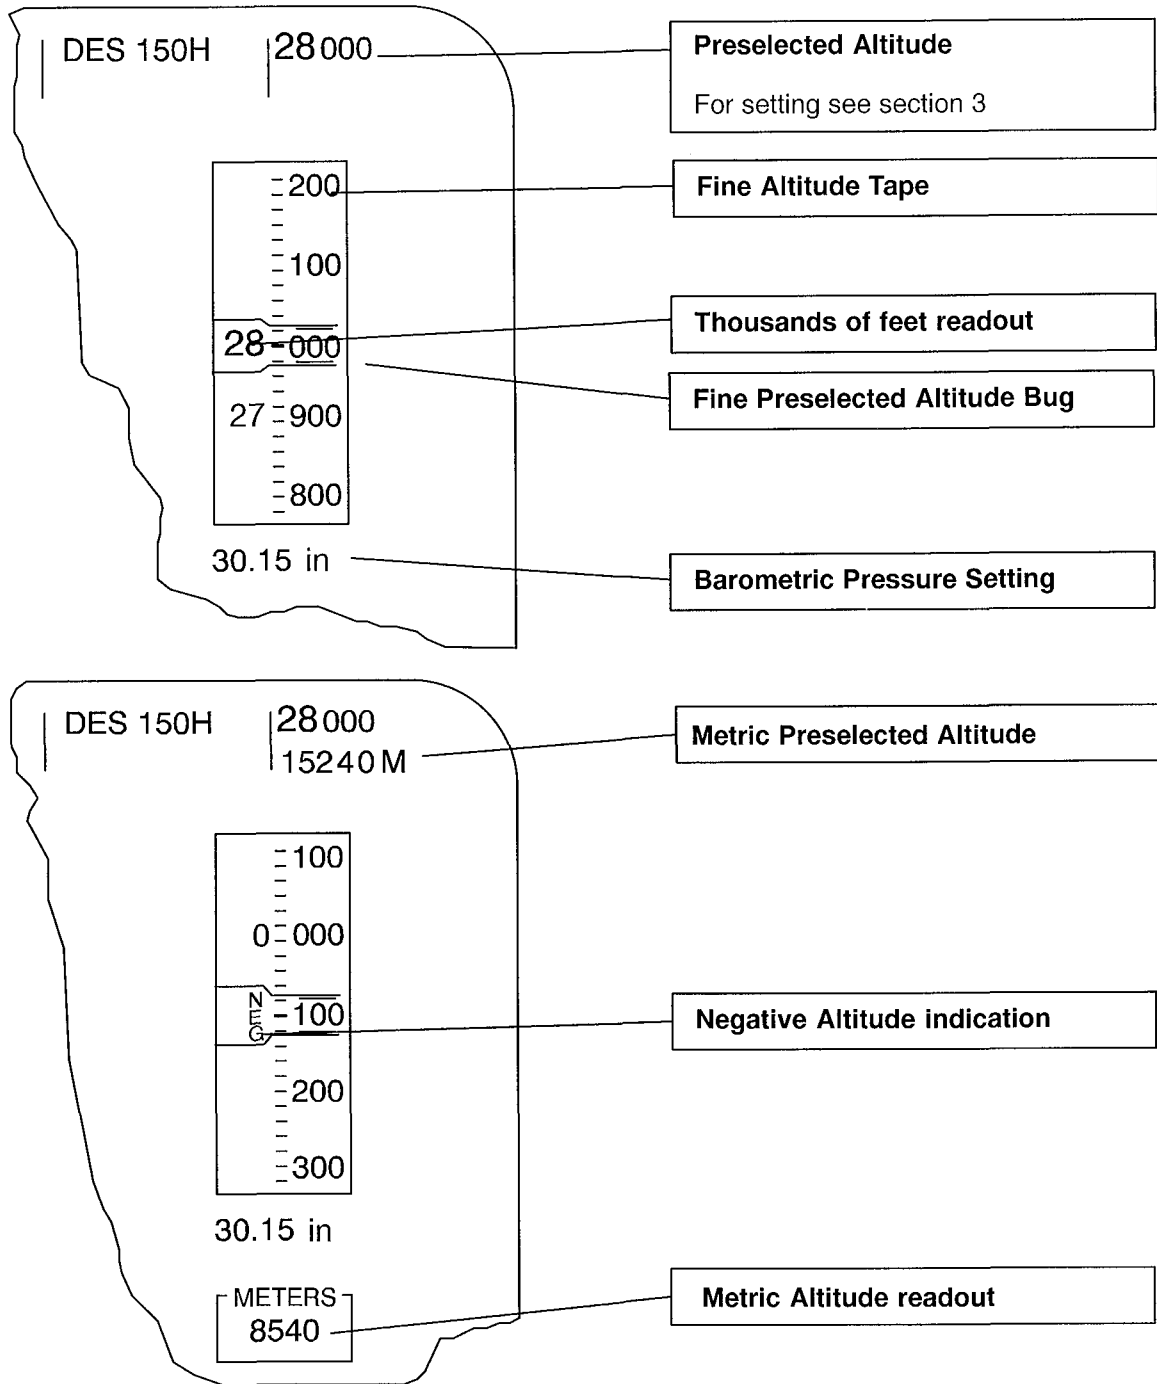 DES 150H
28000
Preselected Altitude
For setting see section 3
200
Fine Altitude Tape
100
Thousands of feet readout
28 000
Fine Preselected Altitude Bug
27 900
800
30.15 in
Barometric Pressure Setting
DES 150H
28000
15240 M
Metric Preselected Altitude
100
0 000
NEG
100
Negative Altitude indication
200
300
30.15 in
METERS
8540
Metric Altitude readout